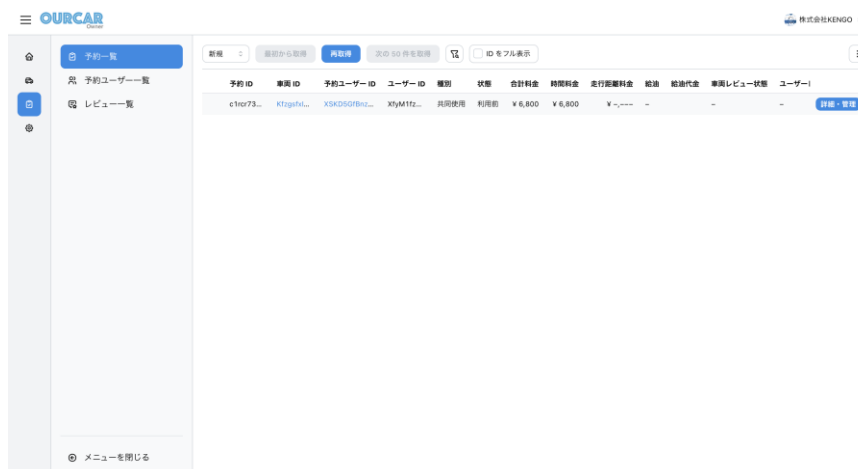 OURCAR
Owner
株式会社KENGO
予約一覧
予約ユーザー一覧
レビュー一覧
メニューを閉じる
新規 最初から取得 再取得 次の 50 件を取得 ID をフル表示
予約 ID 車両 ID 予約ユーザー ID ユーザー ID 種別 状態 合計料金 時間料金 走行距離料金 給油 給油代金 車両レビュー状態 ユーザー
c1rcr73... XfyM1fz... 共同使用 利用前 ¥ 6,800 ¥ 6,800 ¥ -,--- – – – 詳細・管理